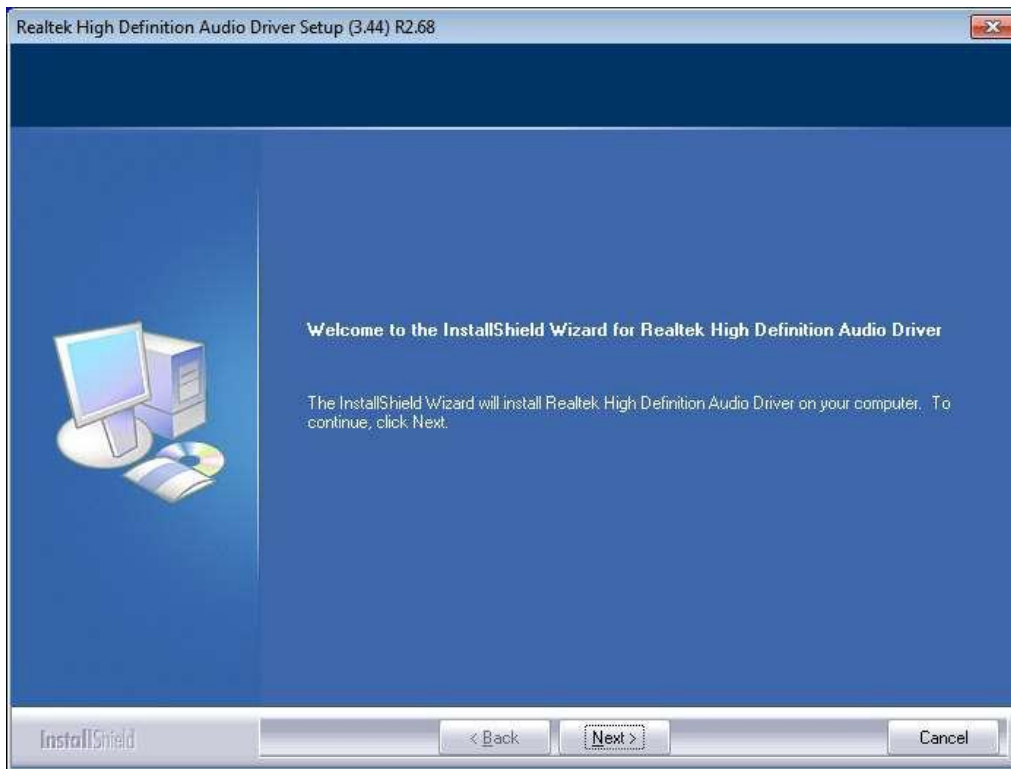 Realtek High Definition Audio Driver Setup (3.44) R2.68
Welcome to the InstallShield Wizard for Realtek High Definition Audio Driver
The InstallShield Wizard will install Realtek High Definition Audio Driver on your computer. To
continue, click Next.
InstallShield
< Back
Next >
Cancel